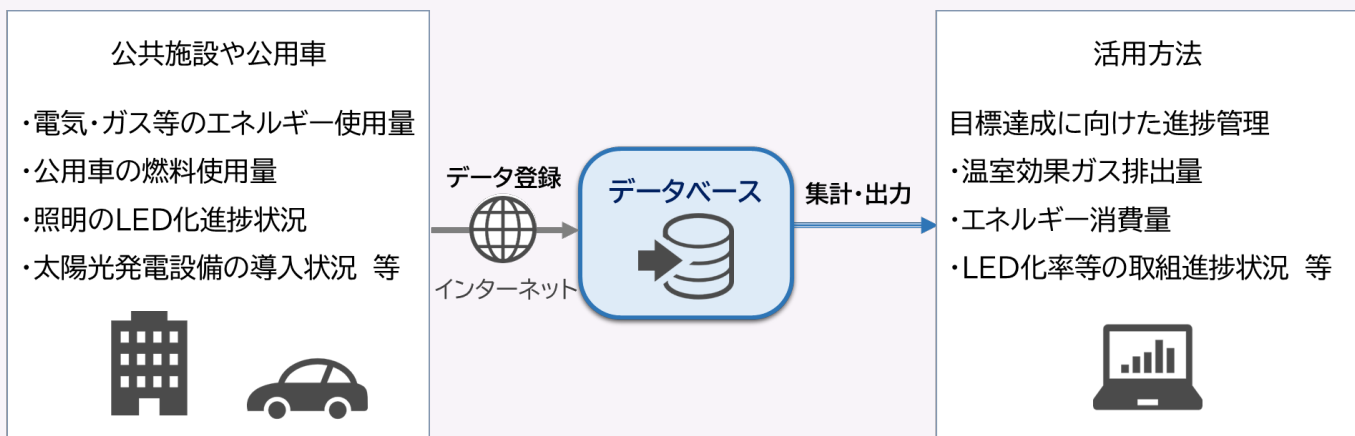 公共施設や公用車
・電気・ガス等のエネルギー使用量
・公用車の燃料使用量
・照明のLED化進捗状況
・太陽光発電設備の導入状況 等
データ登録
インターネット
データベース
集計・出力
活用方法
目標達成に向けた進捗管理
・温室効果ガス排出量
・エネルギー消費量
・LED化率等の取組進捗状況 等